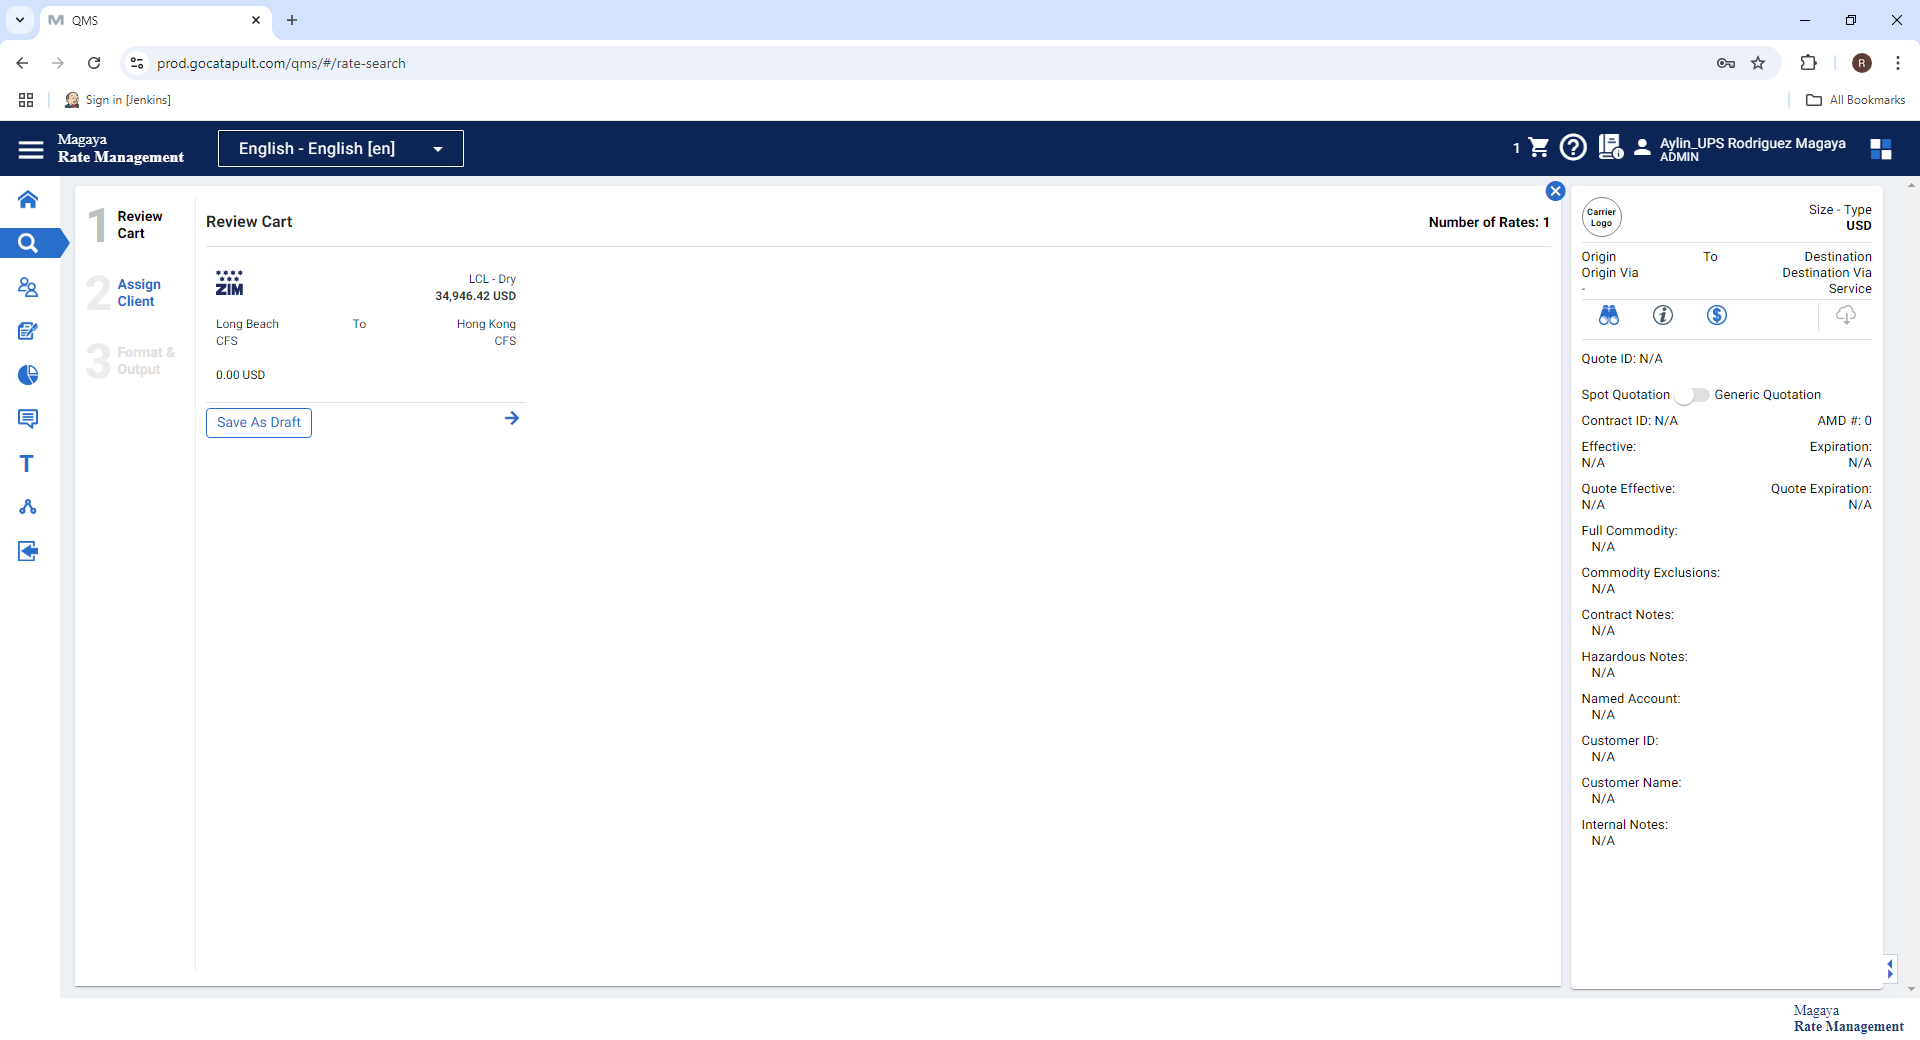 QMS
prod.gocatapult.com/qms/#/rate-search
R
Sign in [Jenkins]
All Bookmarks
Magaya
Rate Management
English - English [en]
1
Aylin_UPS Rodriguez Magaya
ADMIN
1 Review Cart
2 Assign Client
3 Format & Output
Review Cart
Number of Rates: 1
ZIM
LCL - Dry
34,946.42 USD
Long Beach To Hong Kong
CFS CFS
0.00 USD
Save As Draft
Carrier Logo
Size - Type
USD
Origin To Destination
Origin Via Destination Via
- Service
Quote ID: N/A
Spot Quotation Generic Quotation
Contract ID: N/A AMD #: 0
Effective: Expiration:
N/A N/A
Quote Effective: Quote Expiration:
N/A N/A
Full Commodity:
N/A
Commodity Exclusions:
N/A
Contract Notes:
N/A
Hazardous Notes:
N/A
Named Account:
N/A
Customer ID:
N/A
Customer Name:
N/A
Internal Notes:
N/A
Magaya
Rate Management